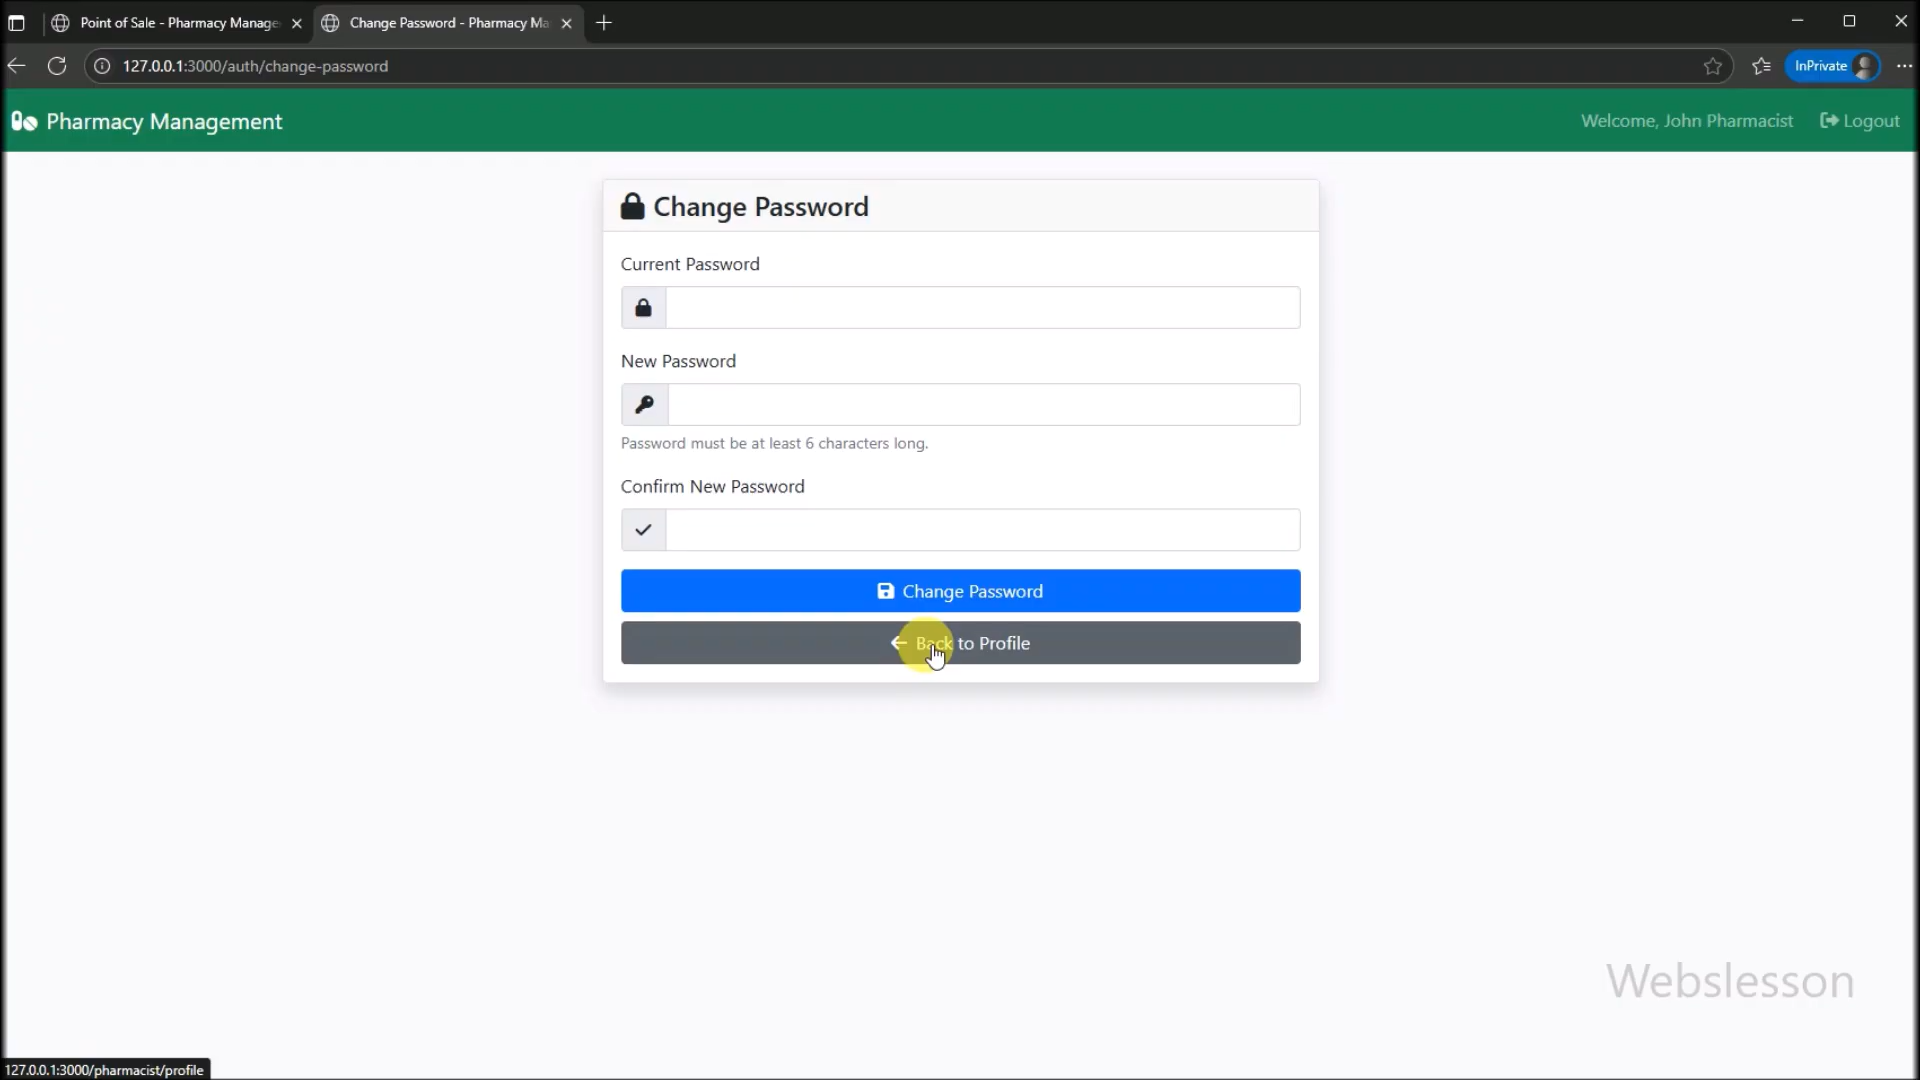 Point of Sale - Pharmacy Manage
Change Password - Pharmacy Ma
127.0.0.1:3000/auth/change-password
InPrivate
Pharmacy Management
Welcome, John Pharmacist
Logout
Change Password
Current Password
New Password
Password must be at least 6 characters long.
Confirm New Password
Change Password
Back to Profile
Webslesson
127.0.0.1:3000/pharmacist/profile